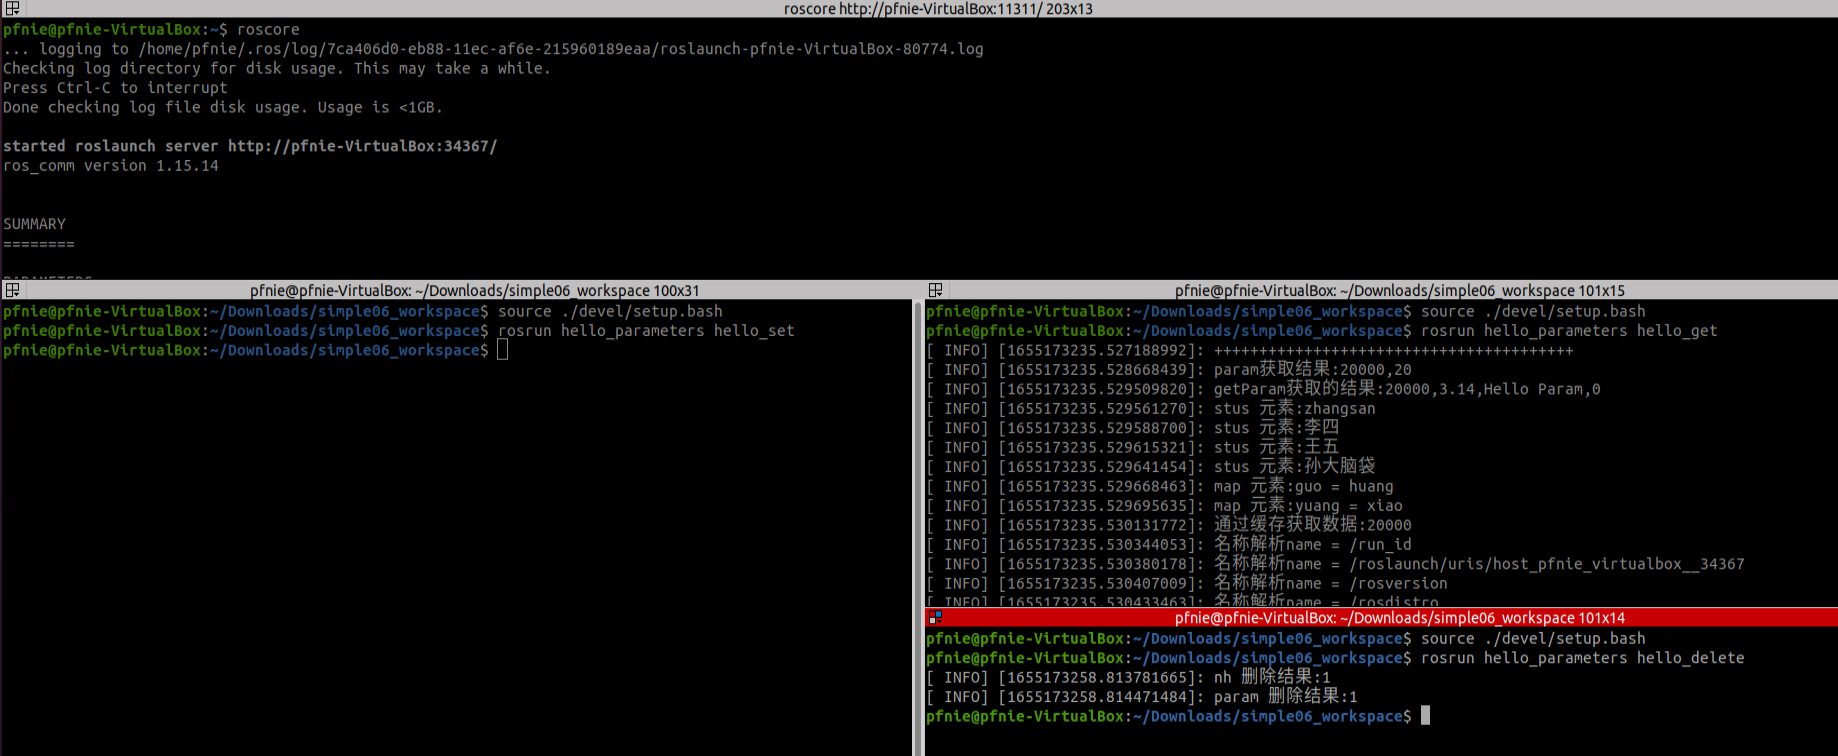 roscore http://pfnie-VirtualBox:11311/ 203x13
pfnie@pfnie-VirtualBox:~$ roscore
... logging to /home/pfnie/.ros/log/7ca406d0-eb88-11ec-af6e-215960189eaa/roslaunch-pfnie-VirtualBox-80774.log
Checking log directory for disk usage. This may take a while.
Press Ctrl-C to interrupt
Done checking log file disk usage. Usage is <1GB.
started roslaunch server http://pfnie-VirtualBox:34367/
ros_comm version 1.15.14
SUMMARY
========
PARAMETERS
pfnie@pfnie-VirtualBox: ~/Downloads/simple06_workspace 100x31
pfnie@pfnie-VirtualBox:~/Downloads/simple06_workspace$ source ./devel/setup.bash
pfnie@pfnie-VirtualBox:~/Downloads/simple06_workspace$ rosrun hello_parameters hello_set
pfnie@pfnie-VirtualBox:~/Downloads/simple06_workspace$
pfnie@pfnie-VirtualBox: ~/Downloads/simple06_workspace 101x15
pfnie@pfnie-VirtualBox:~/Downloads/simple06_workspace$ source ./devel/setup.bash
pfnie@pfnie-VirtualBox:~/Downloads/simple06_workspace$ rosrun hello_parameters hello_get
[ INFO] [1655173235.527188992]: ++++++++++++++++++++++++++++++++++++++++
[ INFO] [1655173235.528668439]: param获取结果:20000,20
[ INFO] [1655173235.529509820]: getParam获取的结果:20000,3.14,Hello Param,0
[ INFO] [1655173235.529561270]: stus 元素:zhangsan
[ INFO] [1655173235.529588700]: stus 元素:李四
[ INFO] [1655173235.529615321]: stus 元素:王五
[ INFO] [1655173235.529641454]: stus 元素:孙大脑袋
[ INFO] [1655173235.529668463]: map 元素:guo = huang
[ INFO] [1655173235.529695635]: map 元素:yuang = xiao
[ INFO] [1655173235.530131772]: 通过缓存获取数据:20000
[ INFO] [1655173235.530344053]: 名称解析name = /run_id
[ INFO] [1655173235.530380178]: 名称解析name = /roslaunch/uris/host_pfnie_virtualbox__34367
[ INFO] [1655173235.530407009]: 名称解析name = /rosversion
[ INFO] [1655173235.530433463]: 名称解析name = /rosdistro
pfnie@pfnie-VirtualBox: ~/Downloads/simple06_workspace 101x14
pfnie@pfnie-VirtualBox:~/Downloads/simple06_workspace$ source ./devel/setup.bash
pfnie@pfnie-VirtualBox:~/Downloads/simple06_workspace$ rosrun hello_parameters hello_delete
[ INFO] [1655173258.813781665]: nh 删除结果:1
[ INFO] [1655173258.814471484]: param 删除结果:1
pfnie@pfnie-VirtualBox:~/Downloads/simple06_workspace$